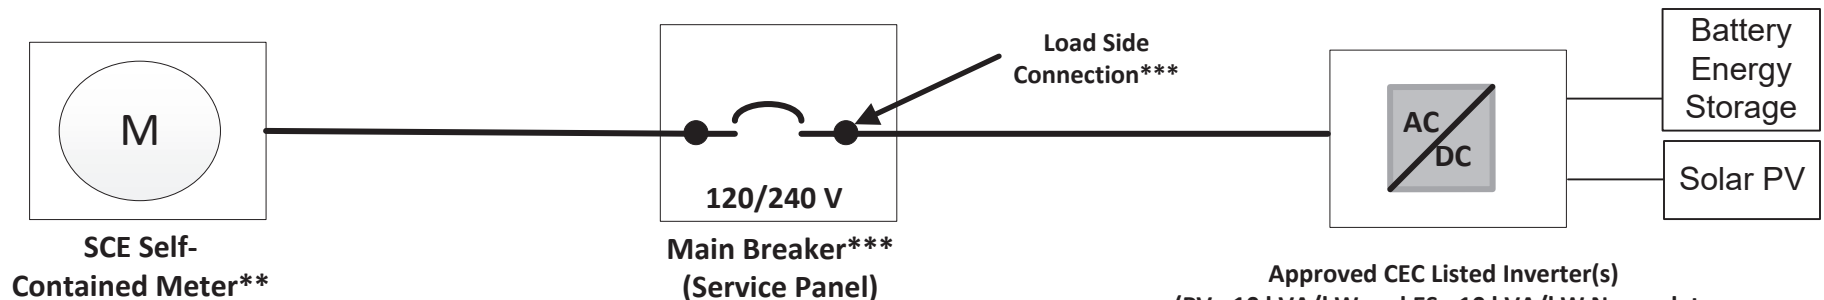 Load Side
Connection***
Battery
Energy
Storage
M
AC
DC
Solar PV
120/240 V
SCE Self-
Contained Meter**
Main Breaker***
(Service Panel)
Approved CEC Listed Inverter(s)